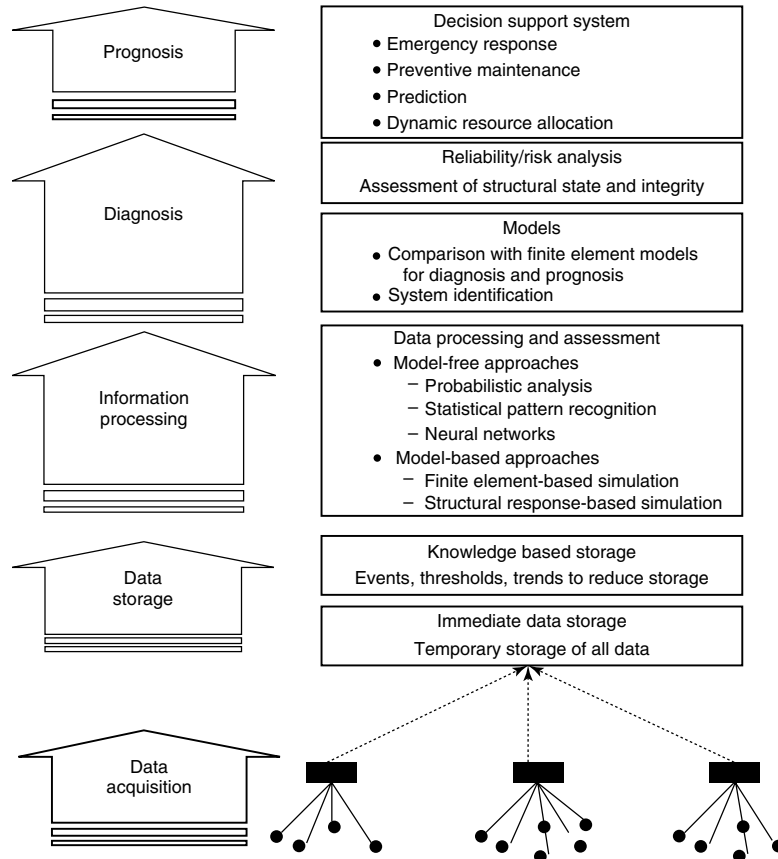 Prognosis
Decision support system
● Emergency response
● Preventive maintenance
● Prediction
● Dynamic resource allocation
Diagnosis
Reliability/risk analysis
Assessment of structural state and integrity
Models
● Comparison with finite element models
for diagnosis and prognosis
● System identification
Information
processing
Data processing and assessment
● Model-free approaches
– Probabilistic analysis
– Statistical pattern recognition
– Neural networks
● Model-based approaches
– Finite element-based simulation
– Structural response-based simulation
Data
storage
Knowledge based storage
Events, thresholds, trends to reduce storage
Immediate data storage
Temporary storage of all data
Data
acquisition